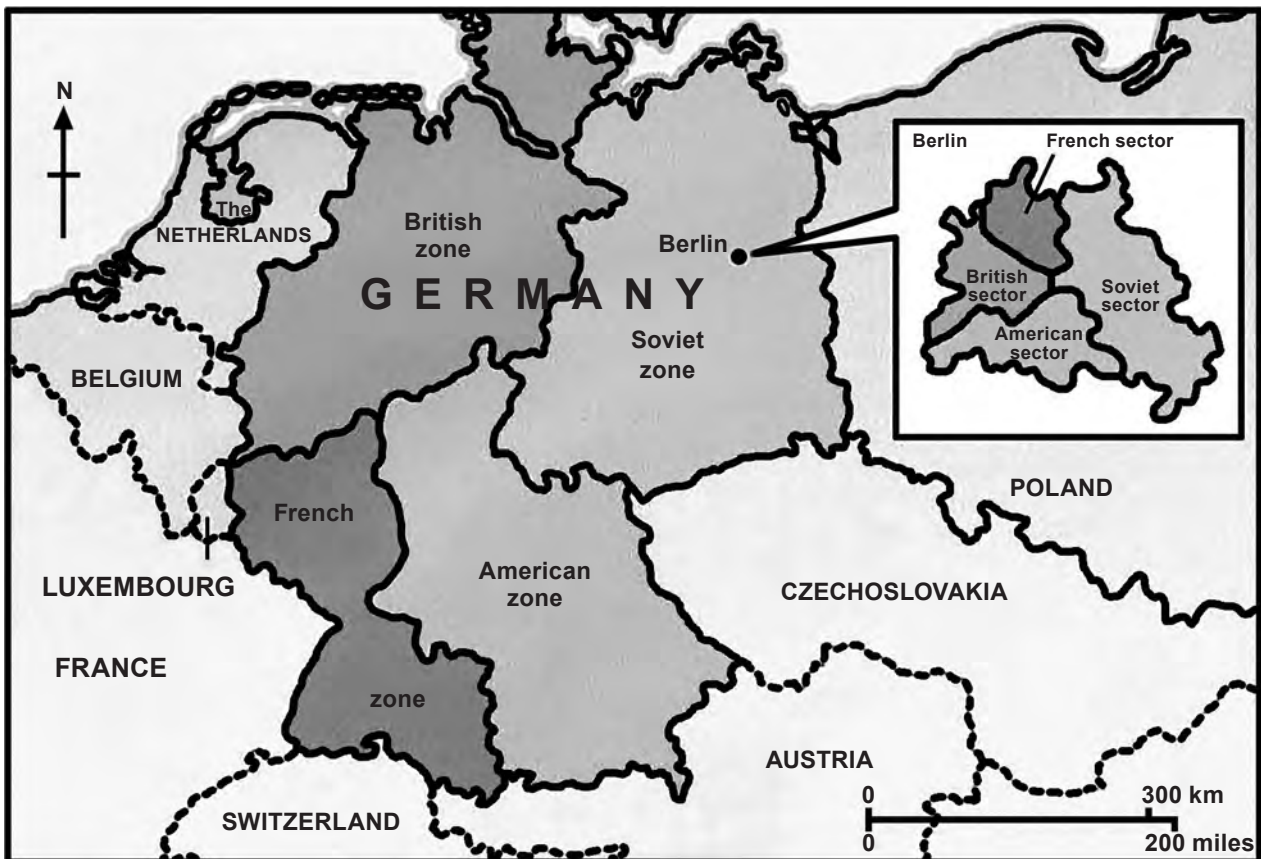 N
The
NETHERLANDS
British
zone
GERMANY
Berlin
Soviet
zone
Berlin
French sector
British
sector
Soviet
sector
American
sector
BELGIUM
POLAND
French
LUXEMBOURG
American
zone
CZECHOSLOVAKIA
FRANCE
zone
AUSTRIA
SWITZERLAND
0
300 km
0
200 miles